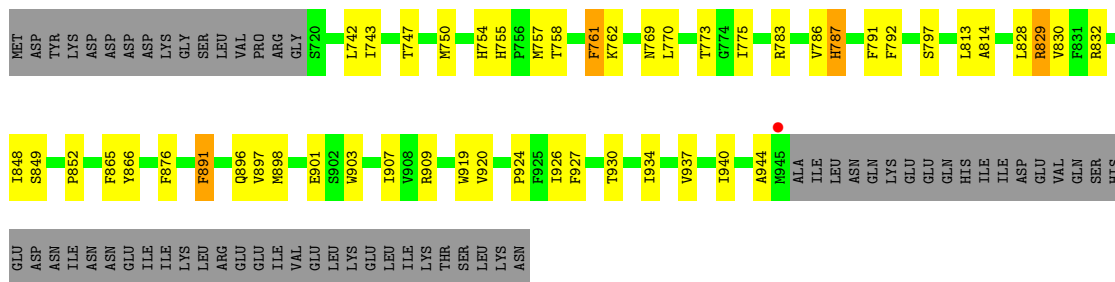 MET ASP TYR LYS ASP ASP ASP ASP LYS GLY SER LEU VAL PRO ARG GLY S720 L742 I743 T747 M750 H754 H755 P756 M757 T758 F761 K762 N769 L770 T773 G774 I775 R783 V786 H787 F791 F792 S797 L813 A814 L828 R829 V830 F831 R832
I848 S849 P852 F865 Y866 F876 F891 Q896 V897 M898 E901 S902 W903 I907 V908 R909 W919 V920 P924 F925 I926 F927 T930 I934 V937 I940 A944 M945 ALA ILE LEU ASN GLN LYS GLU GLU GLN HIS ILE ILE ASP GLU VAL GLN SER HIS
GLU ASP ASN ILE ASN ASN GLU ILE ILE LYS LEU ARG GLU GLU ILE VAL GLU LEU LYS GLU LEU ILE LYS THR SER LEU LYS ASN